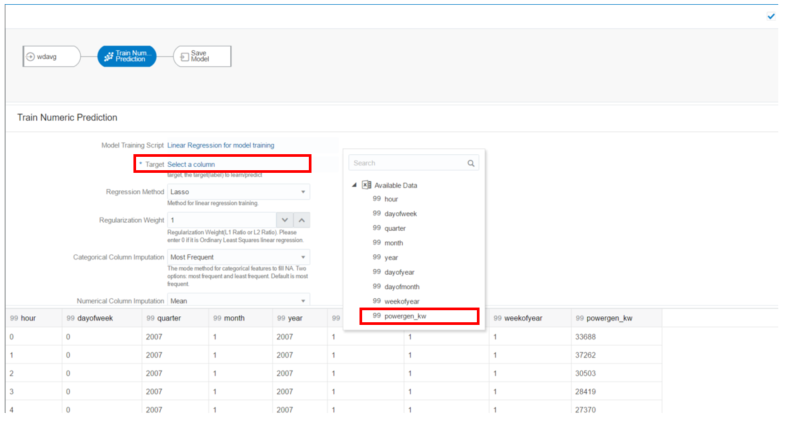 wdavg
Train Num...
Prediction
Save
Model
Train Numeric Prediction
Model Training Script Linear Regression for model training
* Target Select a column
target, the target(label) to learn/predict
Regression Method Lasso
Method for linear regression training.
Regularization Weight 1
Regularization Weight(L1 Ratio or L2 Ratio). Please
enter 0 if it is Ordinary Least Squares linear regression.
Categorical Column Imputation Most Frequent
The mode method for categorical features to fill NA. Two
options: most frequent and least frequent. Default is most
frequent
Numerical Column Imputation Mean
Search
Available Data
99 hour
99 dayofweek
99 quarter
99 month
99 year
99 dayofyear
99 dayofmonth
99 weekofyear
99 powergen_kw
99 hour 99 dayofweek 99 quarter 99 month 99 year 99 99 weekofyear 99 powergen_kw
0 0 2007 1 2007 1 1 1 33688
1 0 2007 1 2007 1 1 1 37262
2 0 2007 1 2007 1 1 1 30503
3 0 2007 1 2007 1 1 1 28419
4 0 2007 1 2007 1 1 1 27370